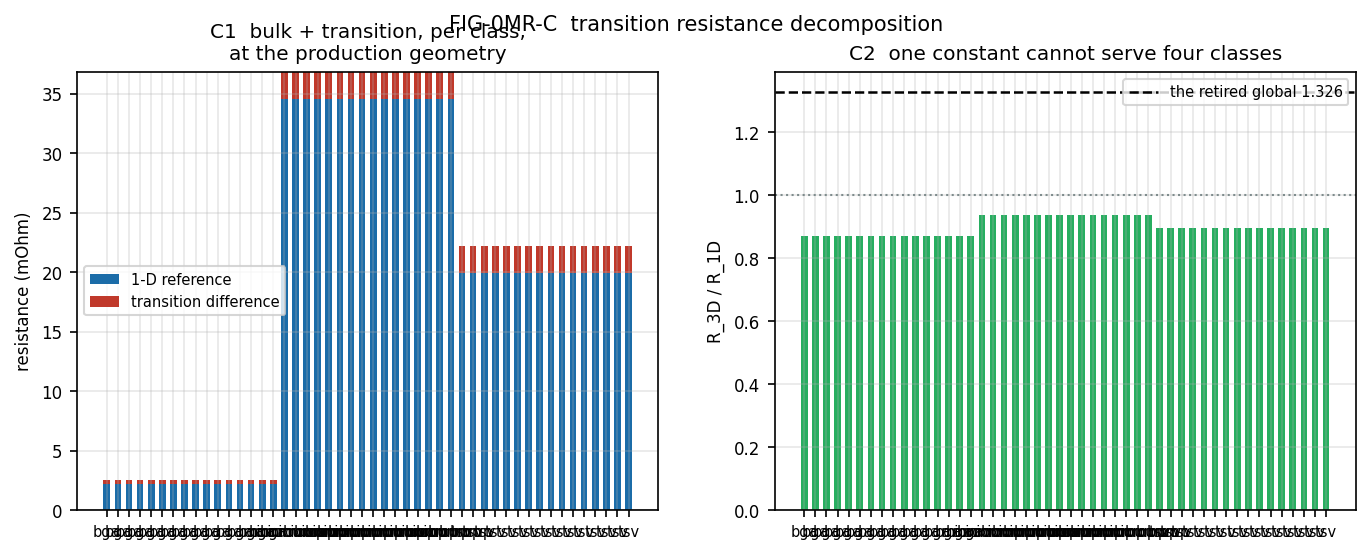 FIG-0MR-C transition resistance decomposition
C1 bulk + transition, per class,
at the production geometry
35
30
25
20
15
10
5
0
resistance (mOhm)
1-D reference
transition difference
C2 one constant cannot serve four classes
1.2
1.0
0.8
0.6
0.4
0.2
0.0
R_3D / R_1D
the retired global 1.326